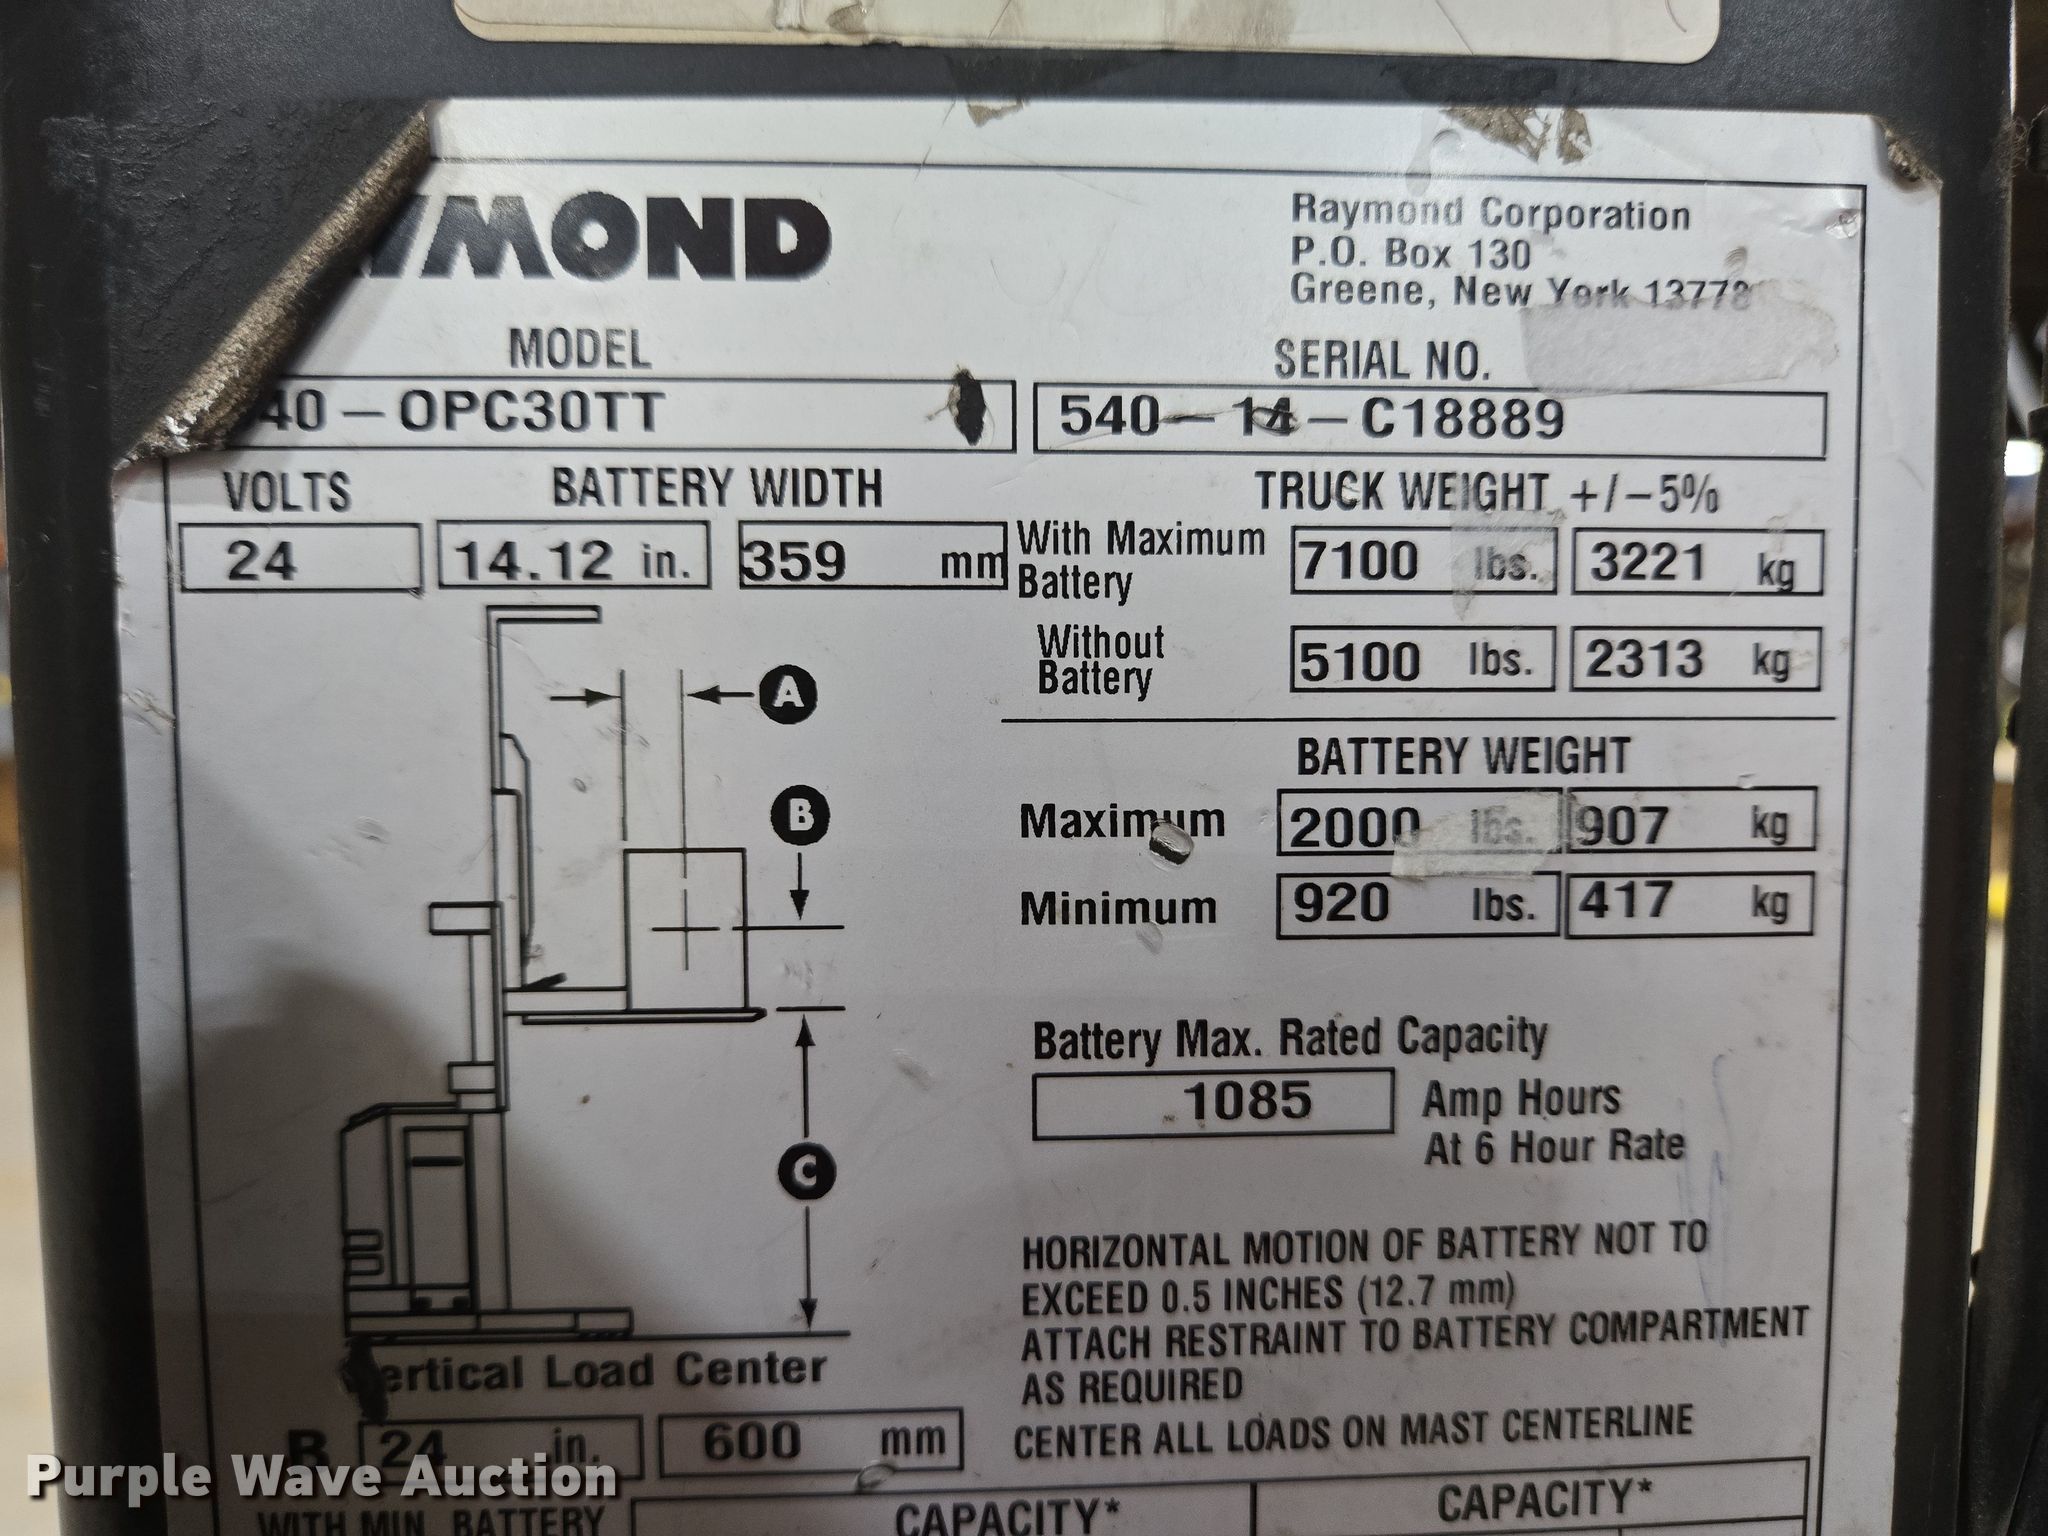 YMOND
Raymond Corporation
P.O. Box 130
Greene, New York 13778
MODEL
SERIAL NO.
40-OPC30TT
540-14-C18889
VOLTS
BATTERY WIDTH
TRUCK WEIGHT +/-5%
24
14.12 in.
359 mm
With Maximum
Battery
7100 lbs.
3221 kg
Without
Battery
5100 lbs.
2313 kg
A
BATTERY WEIGHT
B
Maximum
2000 lbs.
907 kg
Minimum
920 lbs.
417 kg
Battery Max. Rated Capacity
1085
Amp Hours
At 6 Hour Rate
C
HORIZONTAL MOTION OF BATTERY NOT TO
EXCEED 0.5 INCHES (12.7 mm)
ATTACH RESTRAINT TO BATTERY COMPARTMENT
AS REQUIRED
CENTER ALL LOADS ON MAST CENTERLINE
ertical Load Center
24 in.
600 mm
WITH MIN. BATTERY
CAPACITY*
CAPACITY*
Purple Wave Auction